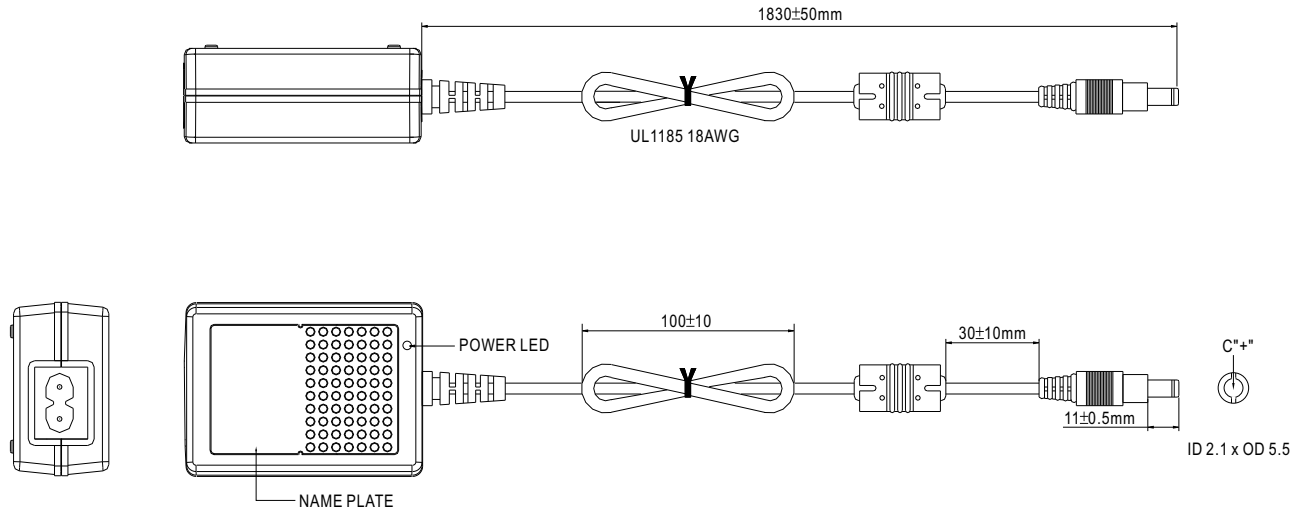 1830±50mm
UL1185 18AWG
100±10
30±10mm
POWER LED
C"+"
11±0.5mm
ID 2.1 x OD 5.5
NAME PLATE